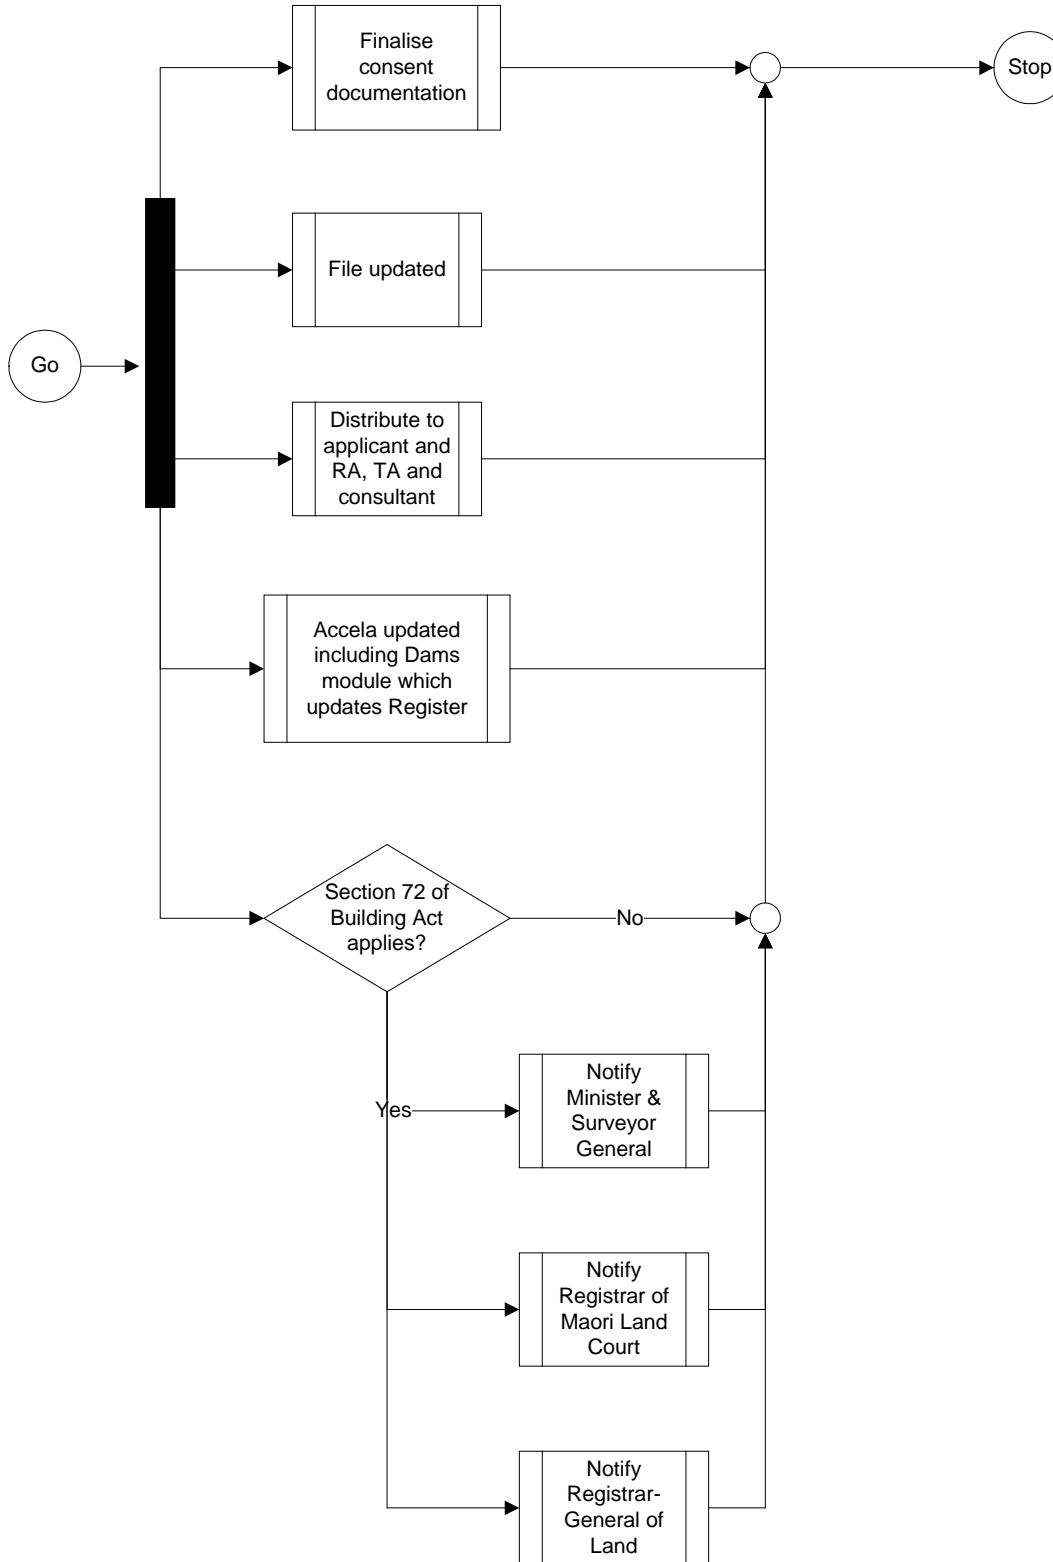 Finalise
consent
documentation
Stop
File updated
Go
Distribute to
applicant and
RA, TA and
consultant
Accela updated
including Dams
module which
updates Register
Section 72 of
Building Act
applies?
No
Notify
Minister &
Surveyor
General
Yes
Notify
Registrar of
Maori Land
Court
Notify
Registrar-
General of
Land